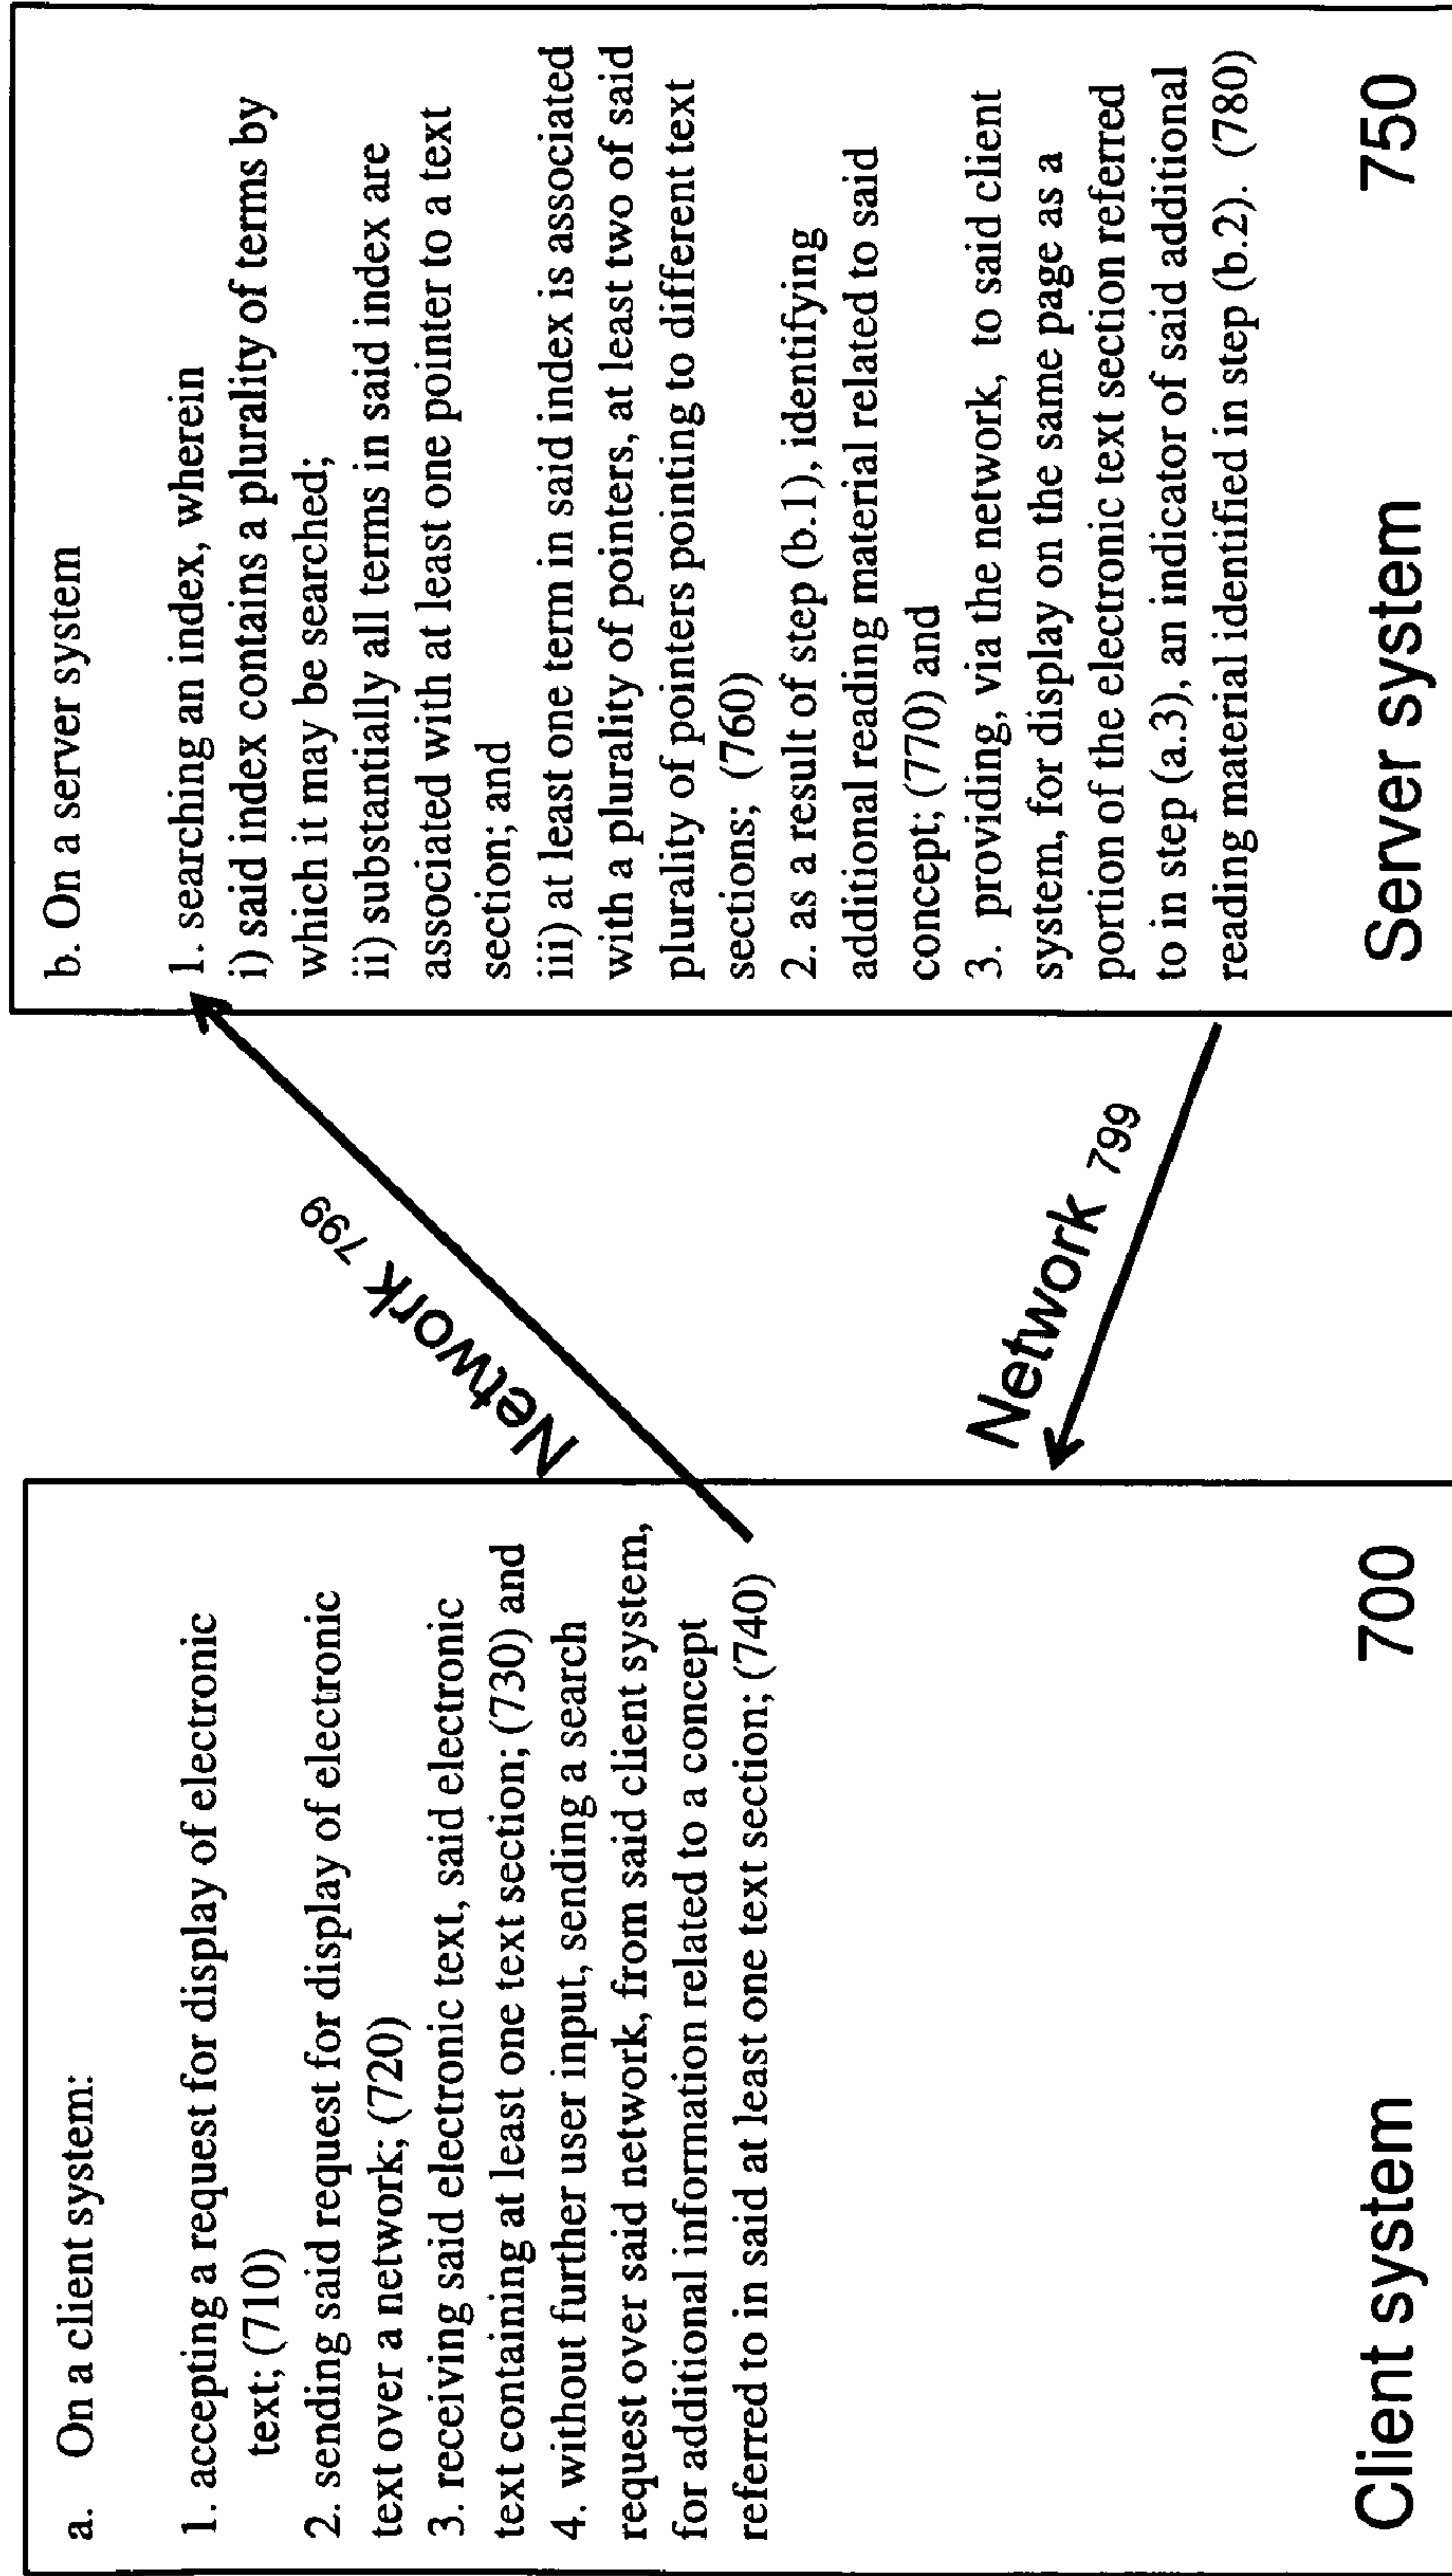 a. On a client system:
1. accepting a request for display of electronic
text; (710)
2. sending said request for display of electronic
text over a network; (720)
3. receiving said electronic text, said electronic
text containing at least one text section; (730) and
4. without further user input, sending a search
request over said network, from said client system,
for additional information related to a concept
referred to in said at least one text section; (740)
Client system 700
Network 799
Network 799
b. On a server system
1. searching an index, wherein
i) said index contains a plurality of terms by
which it may be searched;
ii) substantially all terms in said index are
associated with at least one pointer to a text
section; and
iii) at least one term in said index is associated
with a plurality of pointers, at least two of said
plurality of pointers pointing to different text
sections; (760)
2. as a result of step (b.1), identifying
additional reading material related to said
concept; (770) and
3. providing, via the network, to said client
system, for display on the same page as a
portion of the electronic text section referred
to in step (a.3), an indicator of said additional
reading material identified in step (b.2). (780)
Server system 750